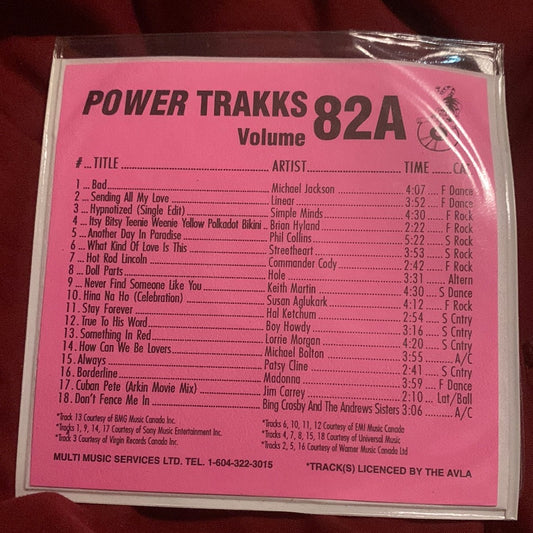 POWER TRAKKS
Volume 82A
# ... TITLE ... ARTIST ... TIME ... CAT
1 ... Bad ... Michael Jackson ... 4:07 ... F Dance
2 ... Sending All My Love ... Linear ... 3:52 ... F Dance
3 ... Hypnotized (Single Edit) ... Simple Minds ... 4:30 ... F Rock
4 ... Itsy Bitsy Teenie Weenie Yellow Polkadot Bikini .. Brian Hyland ... 2:22 ... F Rock
5 ... Another Day In Paradise ... Phil Collins ... 5:22 ... S Rock
6 ... What Kind Of Love Is This ... Streetheart ... 3:53 ... S Rock
7 ... Hot Rod Lincoln ... Commander Cody ... 2:42 ... F Rock
8 ... Doll Parts ... Hole ... 3:31 ... Altern
9 ... Never Find Someone Like You ... Keith Martin ... 4:30 ... S Dance
10. Hina Na Ho (Celebration) ... Susan Aglukark ... 4:12 ... F Rock
11. Stay Forever ... Hal Ketchum ... 2:54 ... S Cntry
12. True To His Word ... Boy Howdy ... 3:16 ... S Cntry
13. Something In Red ... Lorrie Morgan ... 4:20 ... S Cntry
14. How Can We Be Lovers ... Michael Bolton ... 3:55 ... A/C
15. Always ... Patsy Cline ... 2:41 ... S Cntry
16. Borderline ... Madonna ... 3:59 ... F Dance
17. Cuban Pete (Arkin Movie Mix) ... Jim Carrey ... 2:10 ... Lat/Ball
18. Don't Fence Me In ... Bing Crosby And The Andrews Sisters 3:06 ... A/C
*Track 13 Courtesy of BMG Music Canada Inc.
*Tracks 1, 9, 14, 17 Courtesy of Sony Music Entertainment Inc.
*Track 3 Courtesy of Virgin Records Canada Inc.
*Tracks 6, 10, 11, 12 Courtesy of EMI Music Canada
*Tracks 4, 7, 8, 15, 18 Courtesy of Universal Music
*Tracks 2, 5, 16 Courtesy of Warner Music Canada Ltd
MULTI MUSIC SERVICES LTD. TEL. 1-604-322-3015
*TRACK(S) LICENCED BY THE AVLA